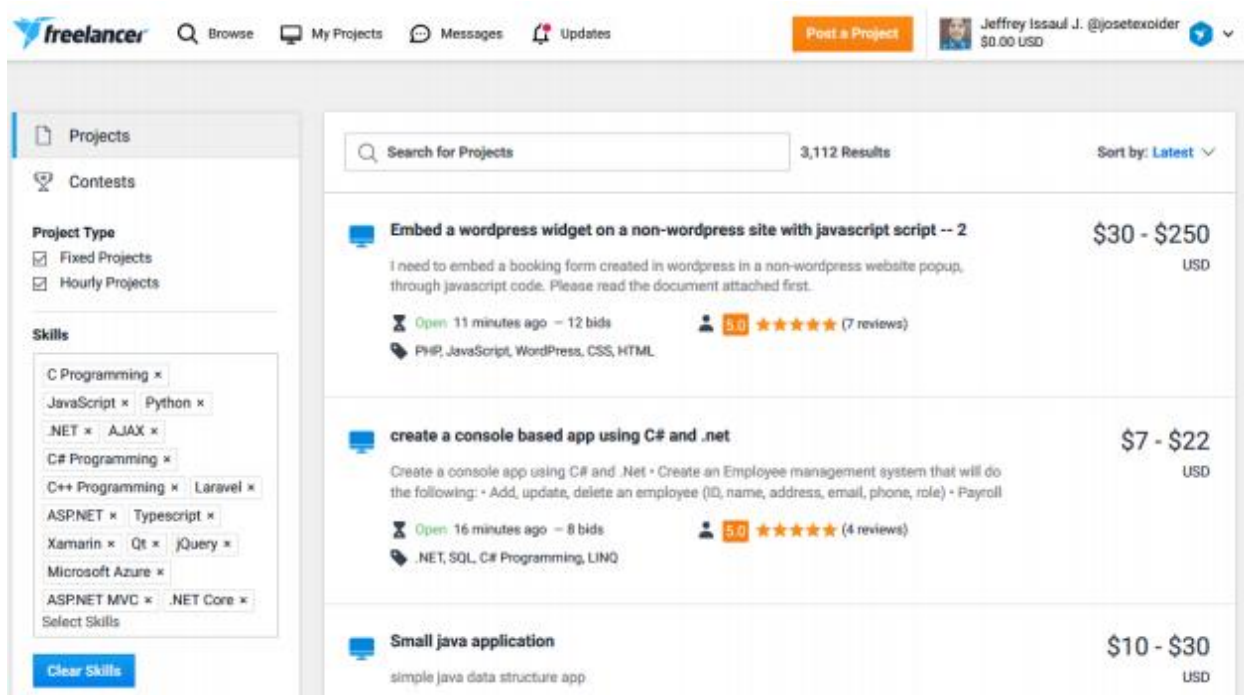 freelancer Browse My Projects Messages Updates Post a Project Jeffrey Issaul J. @josetexoider
$0.00 USD
Projects
Contests
Project Type
Fixed Projects
Hourly Projects
Skills
C Programming ×
JavaScript × Python ×
.NET × AJAX ×
C# Programming ×
C++ Programming × Laravel ×
ASP.NET × Typescript ×
Xamarin × Qt × jQuery ×
Microsoft Azure ×
ASP.NET MVC × .NET Core ×
Select Skills
Clear Skills
Search for Projects 3,112 Results Sort by: Latest
Embed a wordpress widget on a non-wordpress site with javascript script -- 2 $30 - $250
USD
I need to embed a booking form created in wordpress in a non-wordpress website popup,
through javascript code. Please read the document attached first.
Open 11 minutes ago – 12 bids 5.0 (7 reviews)
PHP, JavaScript, WordPress, CSS, HTML
create a console based app using C# and .net $7 - $22
USD
Create a console app using C# and .Net • Create an Employee management system that will do
the following: • Add, update, delete an employee (ID, name, address, email, phone, role) • Payroll
Open 16 minutes ago – 8 bids 5.0 (4 reviews)
.NET, SQL, C# Programming, LINQ
Small java application $10 - $30
USD
simple java data structure app